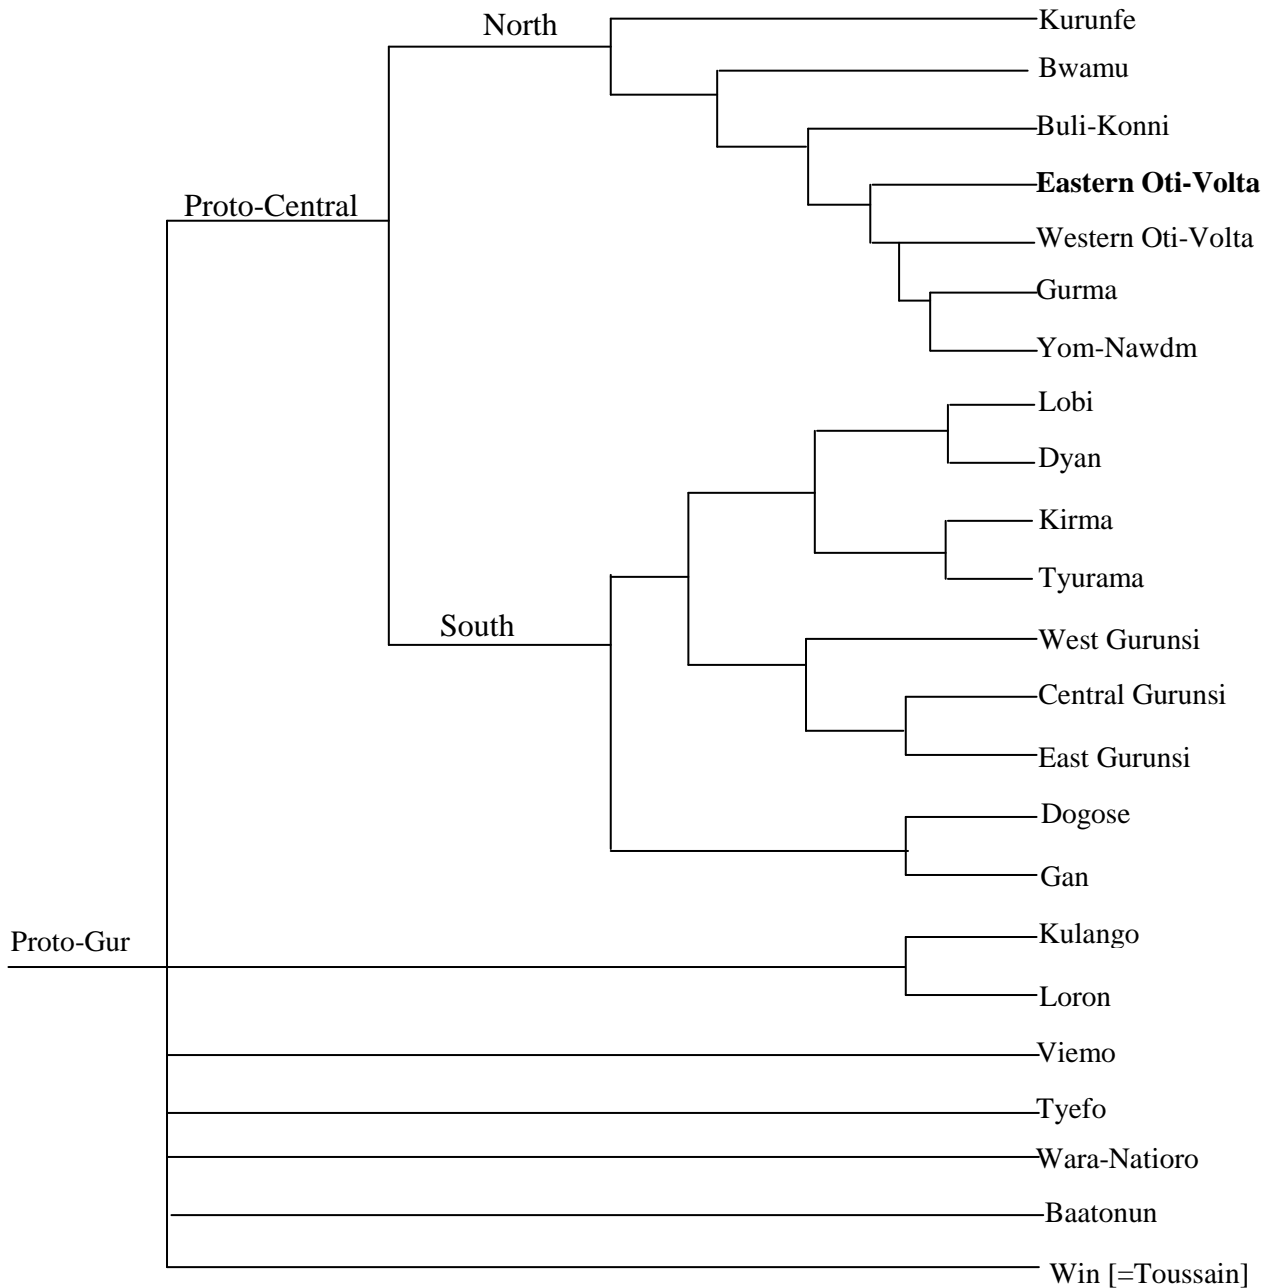 North
Kurunfe
Bwamu
Buli-Konni
Eastern Oti-Volta
Proto-Central
Western Oti-Volta
Gurma
Yom-Nawdm
Lobi
Dyan
Kirma
Tyurama
South
West Gurunsi
Central Gurunsi
East Gurunsi
Dogose
Gan
Proto-Gur
Kulango
Loron
Viemo
Tyefo
Wara-Natioro
Baatonun
Win [=Toussain]